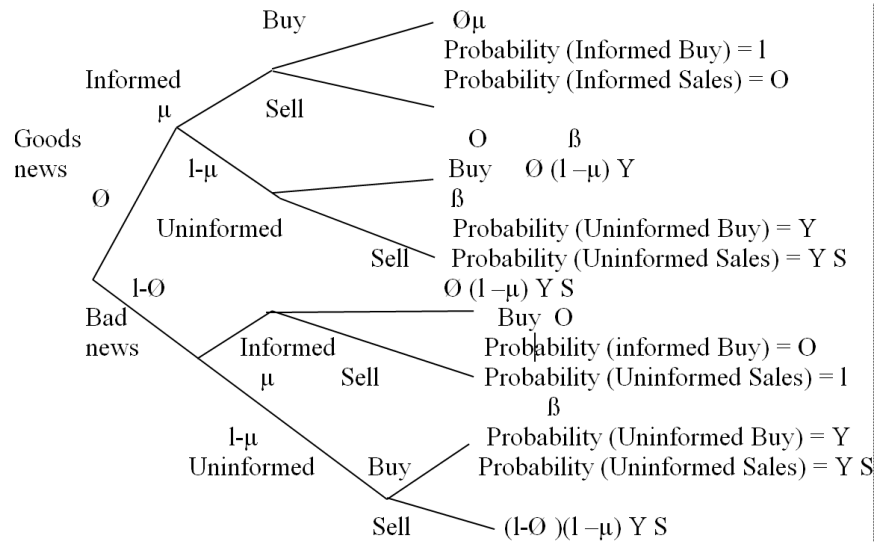 Buy
Øμ
Probability (Informed Buy) = l
Probability (Informed Sales) = O
Informed
μ
Sell
Goods
news
O ß
l-μ
Buy Ø (l –μ) Y
Ø
ß
Uninformed
Probability (Uninformed Buy) = Y
Sell
Probability (Uninformed Sales) = Y S
l-Ø
Ø (l –μ) Y S
Bad
news
Buy O
Informed
Probability (informed Buy) = O
μ
Sell
Probability (Uninformed Sales) = l
ß
l-μ
Probability (Uninformed Buy) = Y
Uninformed
Buy
Probability (Uninformed Sales) = Y S
Sell
(l-Ø )(l –μ) Y S